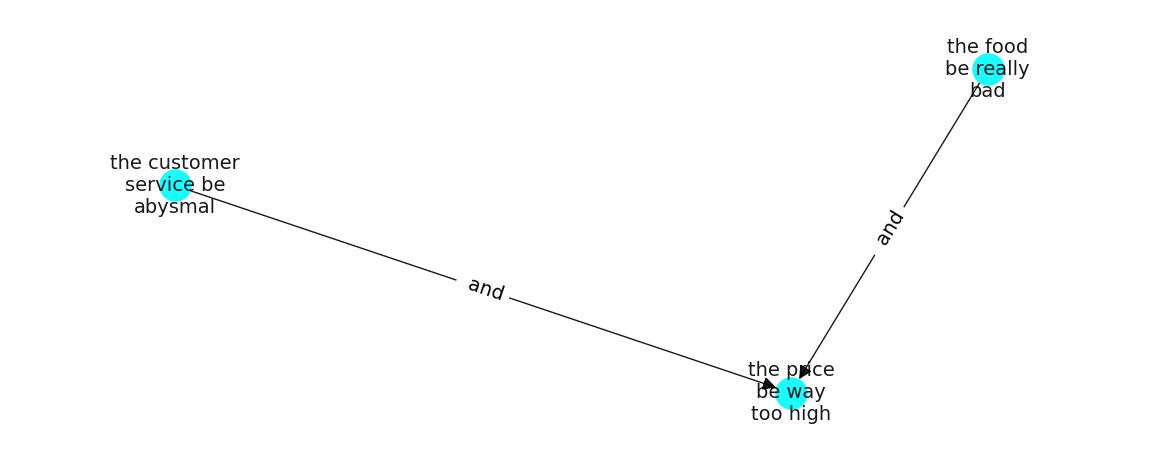 the food
be really
bad
the customer
service be
abysmal
and
and
the price
be way
too high